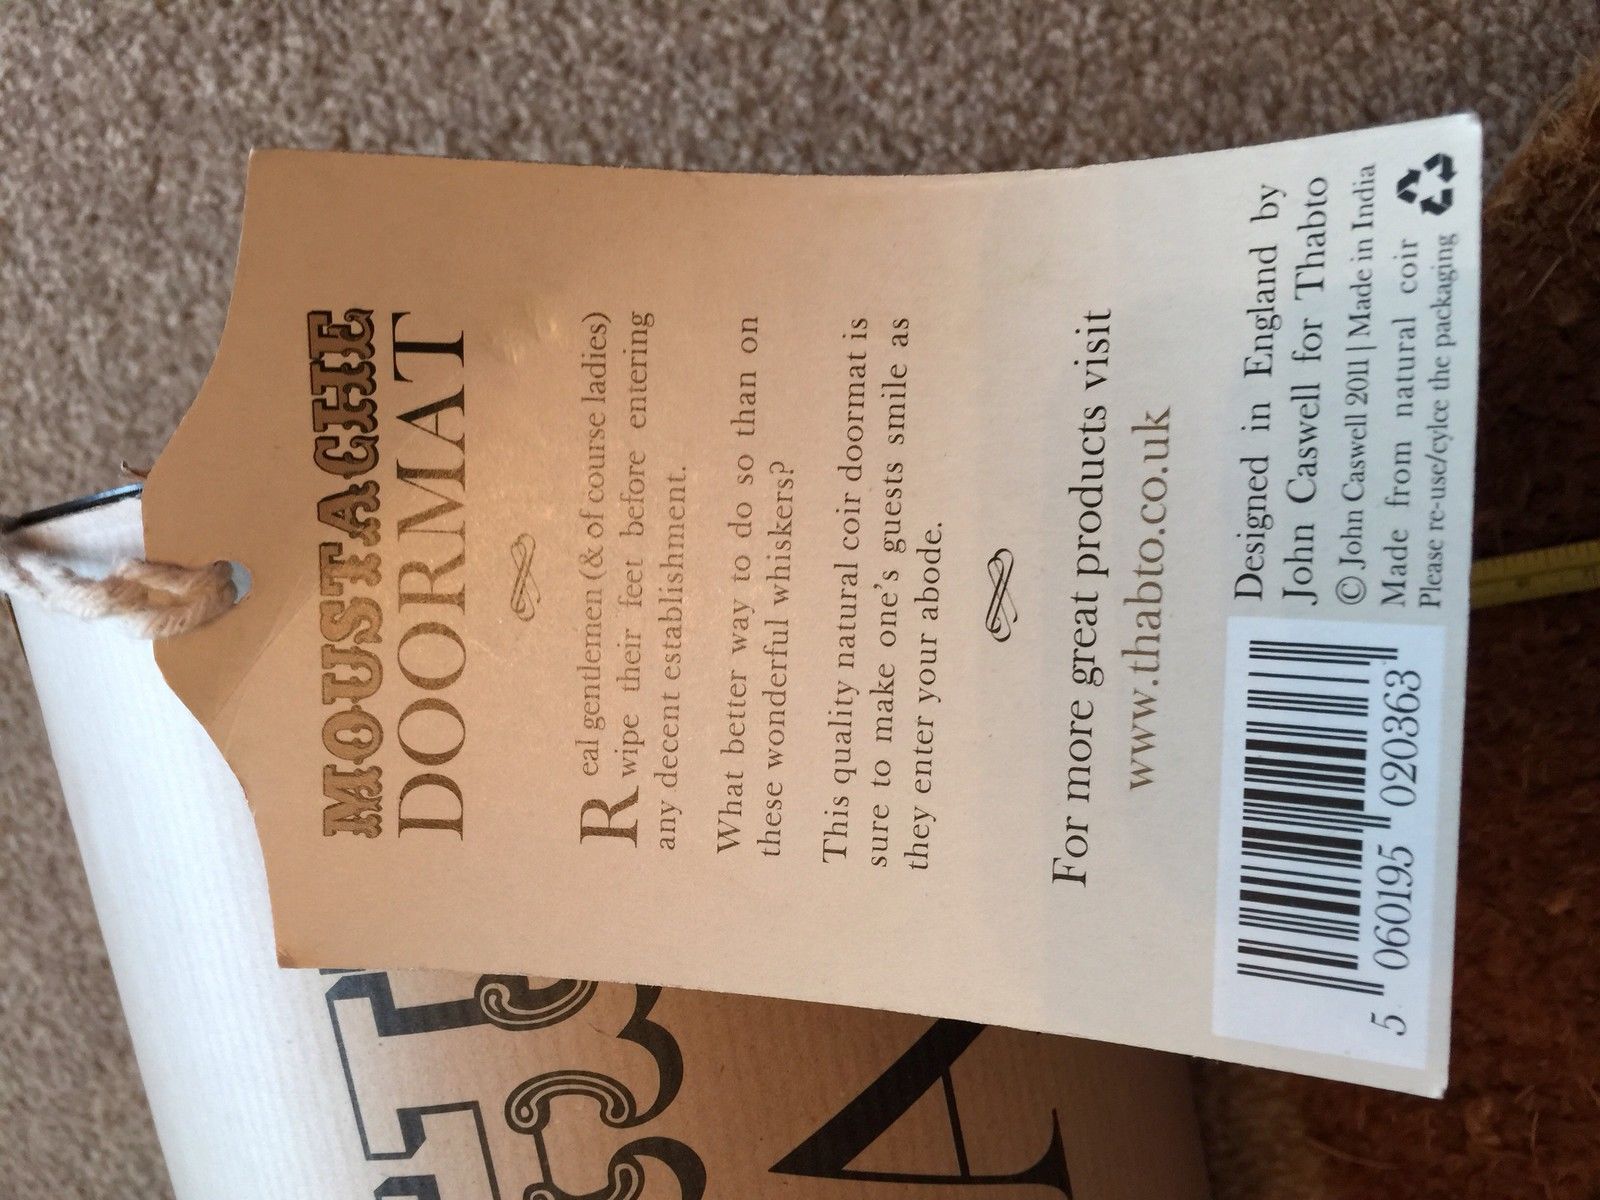 MOUSTACHE
DOORMAT
Real gentlemen (& of course ladies)
wipe their feet before entering
any decent establishment.
What better way to do so than on
these wonderful whiskers?
This quality natural coir doormat is
sure to make one's guests smile as
they enter your abode.
For more great products visit
www.thabto.co.uk
5 060195 020363
Designed in England by
John Caswell for Thabto
© John Caswell 2011 | Made in India
Made from natural coir
Please re-use/cylce the packaging